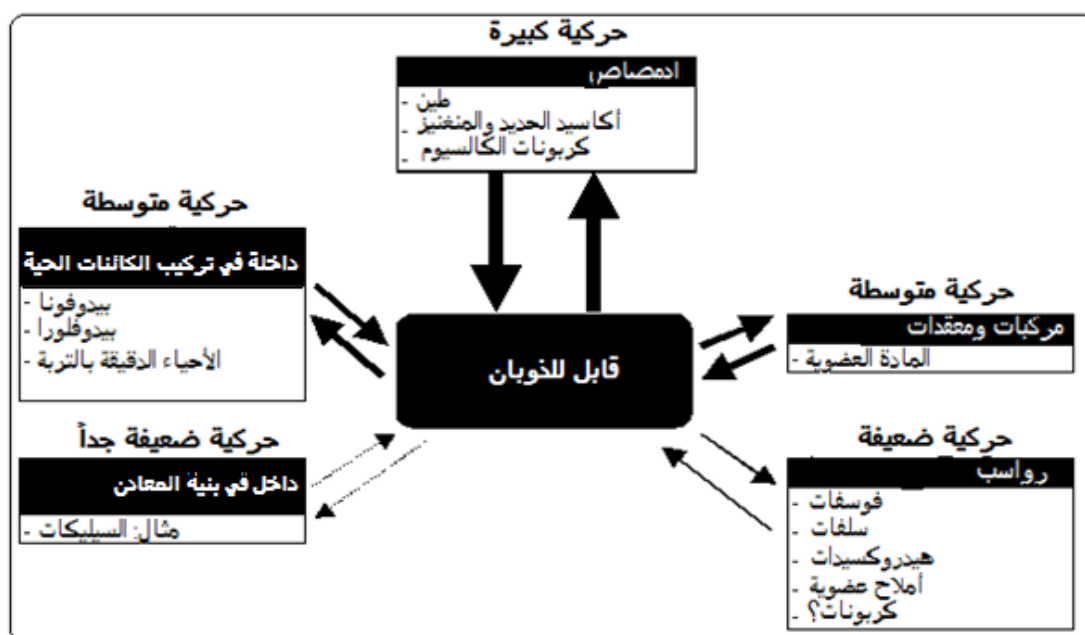 حركية كبيرة
ادمصاص
- طين
- أكاسيد الحديد والمنغنيز
- كربونات الكالسيوم
حركية متوسطة
داخلة في تركيب الكائنات الحية
- بيدوفونا
- بيدوفلورا
- الأحياء الدقيقة بالتربة
حركية متوسطة
مركبات ومعقدات
- المادة العضوية
قابل للذوبان
حركية ضعيفة جداً
داخل في بنية المعادن
- مثال: السيليكات
حركية ضعيفة
رواسب
- فوسفات
- سلفات
- هيدروكسيدات
- أملاح عضوية
- كربونات؟